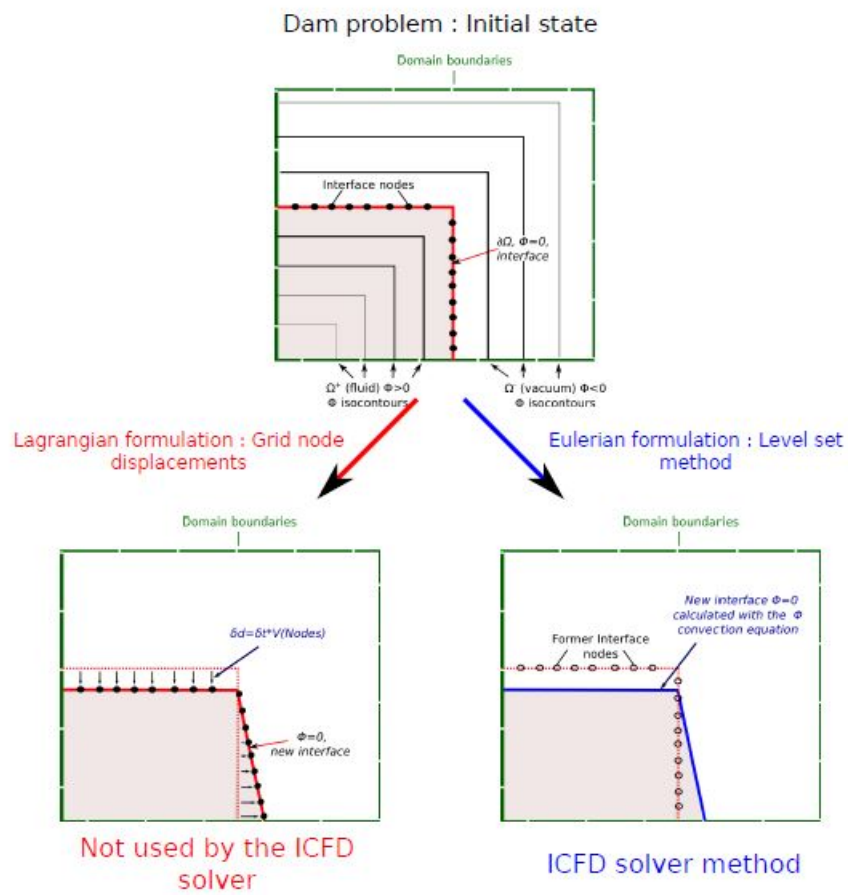 Dam problem : Initial state
Domain boundaries
Interface nodes
∂Ω, Φ=0,
interface
Ω⁺ (fluid) Φ>0
Φ isocontours
Ω⁻ (vacuum) Φ<0
Φ isocontours
Lagrangian formulation : Grid node
displacements
Eulerian formulation : Level set
method
Domain boundaries
δd=δt*V(Nodes)
Φ=0,
new interface
Not used by the ICFD
solver
Domain boundaries
New interface Φ=0
calculated with the Φ
convection equation
Former Interface
nodes
ICFD solver method